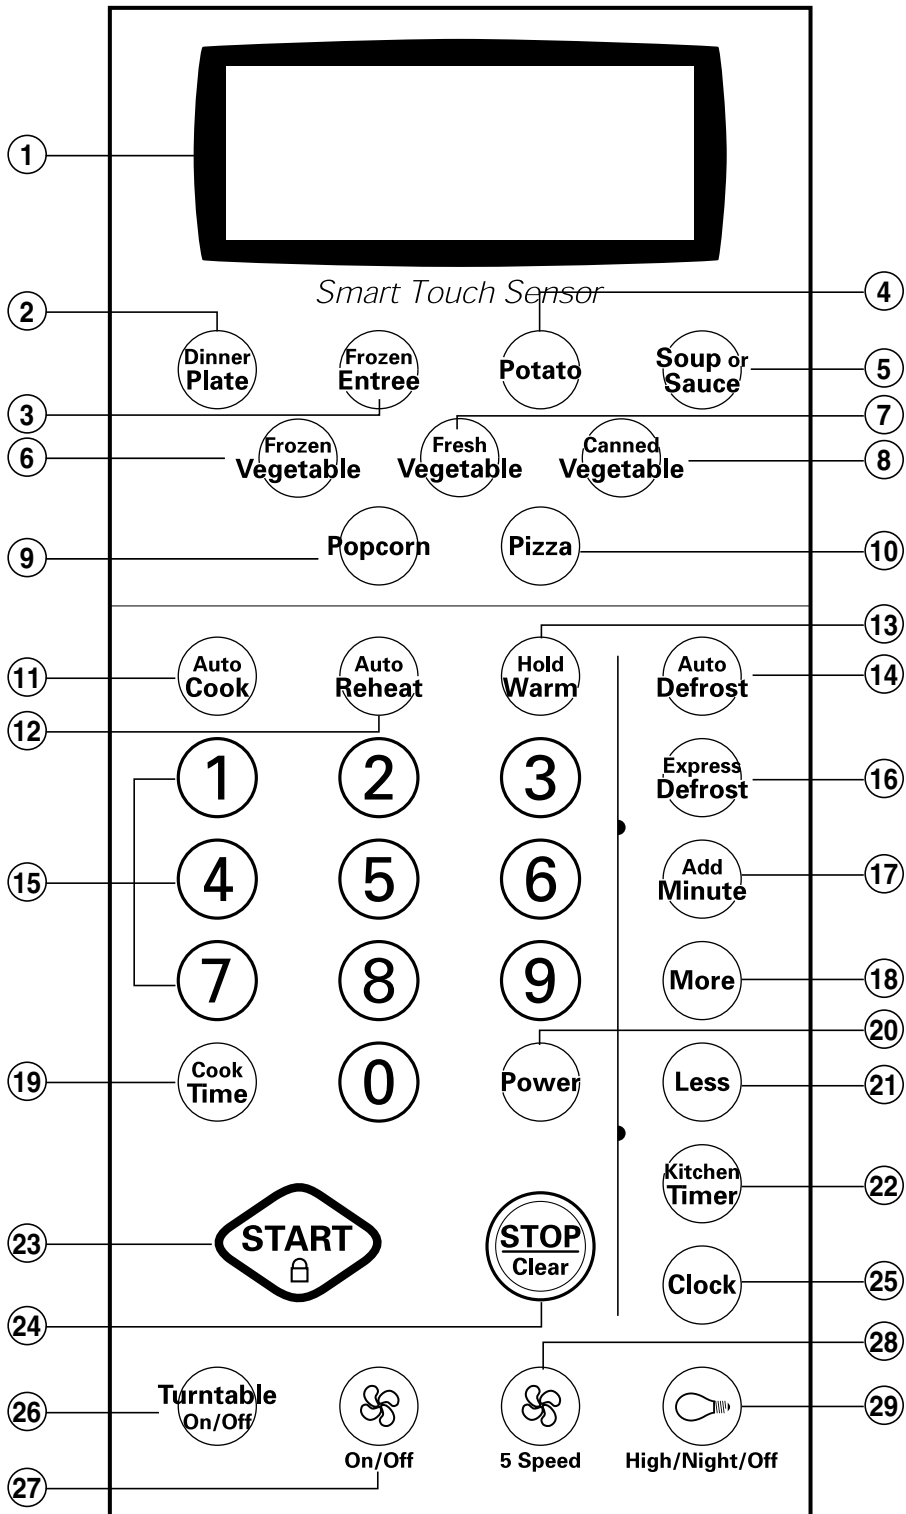 1
Smart Touch Sensor
2
4
Dinner
Plate
Frozen
Entree
Potato
Soup or
Sauce
5
3
7
6
Frozen
Vegetable
Fresh
Vegetable
Canned
Vegetable
8
9
Popcorn
Pizza
10
13
11
Auto
Cook
Auto
Reheat
Hold
Warm
Auto
Defrost
14
12
1
2
3
Express
Defrost
16
15
4
5
6
Add
Minute
17
7
8
9
More
18
20
19
Cook
Time
0
Power
Less
21
Kitchen
Timer
22
23
START
STOP
Clear
Clock
25
24
28
26
Turntable
On/Off
29
On/Off
5 Speed
High/Night/Off
27